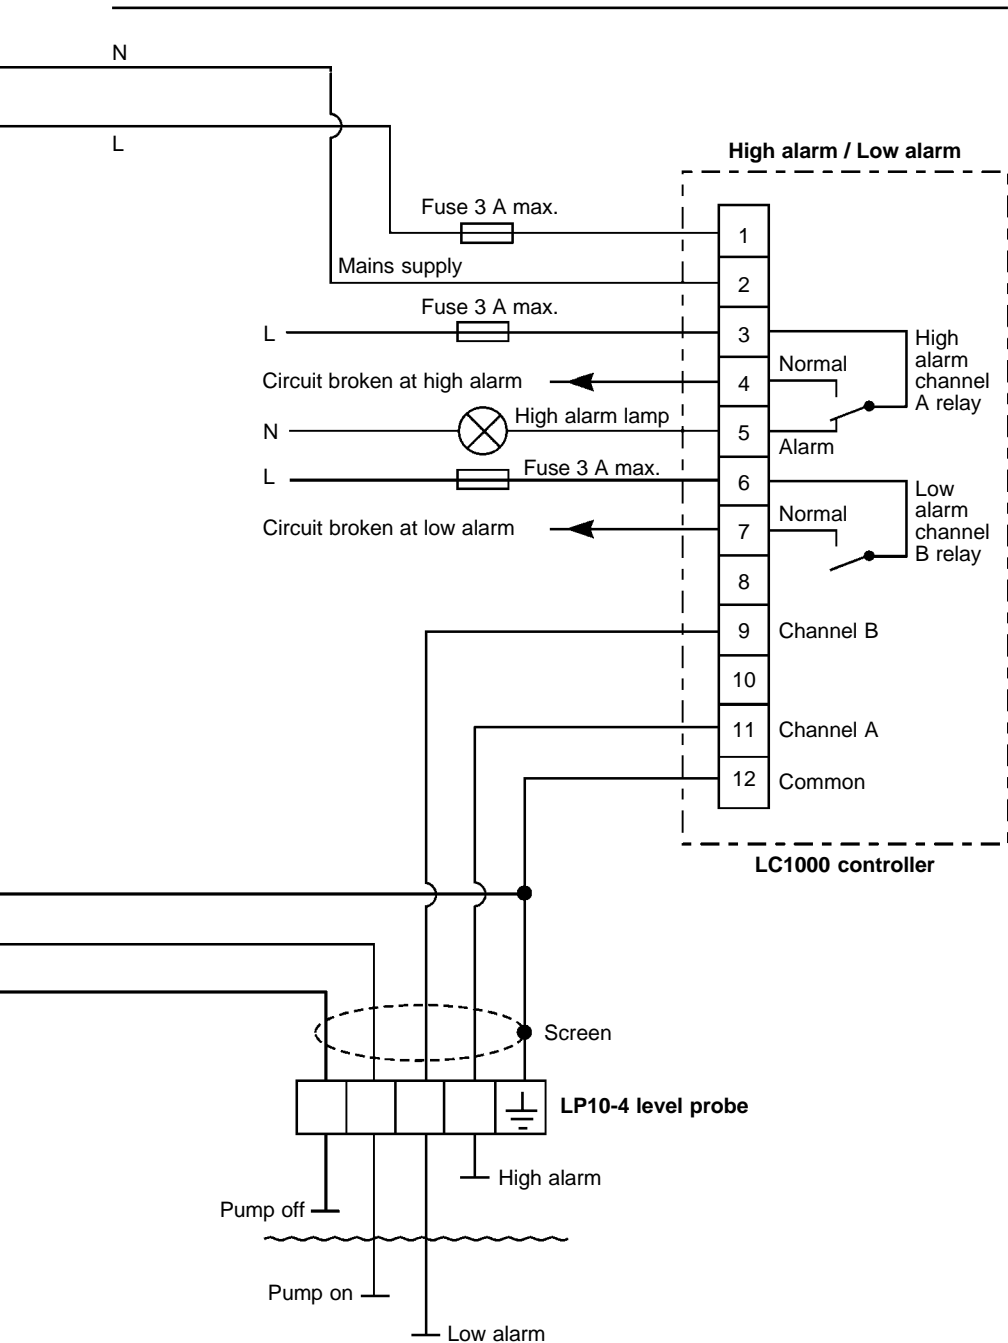 N
L
High alarm / Low alarm
Fuse 3 A max.
1
Mains supply
2
Fuse 3 A max.
L
3
High
alarm
channel
A relay
Normal
Circuit broken at high alarm
4
High alarm lamp
N
5
Alarm
L
Fuse 3 A max.
6
Low
alarm
channel
B relay
Normal
Circuit broken at low alarm
7
8
9
Channel B
10
11
Channel A
12
Common
LC1000 controller
Screen
LP10-4 level probe
High alarm
Pump off
Pump on
Low alarm